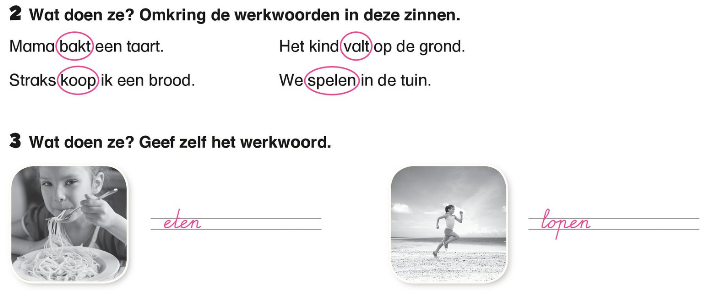 2 Wat doen ze? Omkring de werkwoorden in deze zinnen.
Mama bakt een taart. Het kind valt op de grond.
Straks koop ik een brood. We spelen in de tuin.
3 Wat doen ze? Geef zelf het werkwoord.
eten lopen